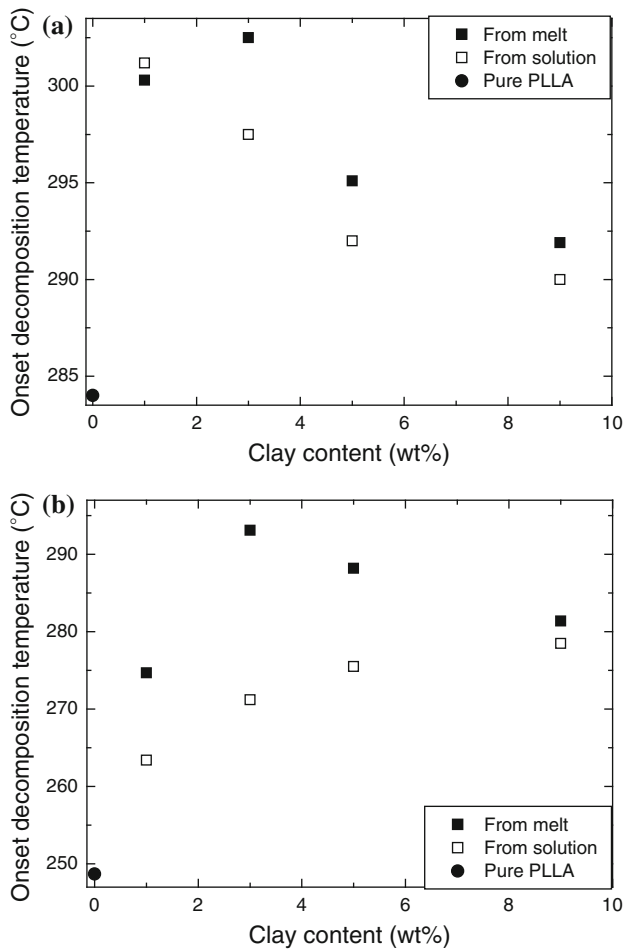 (a)
From melt
From solution
Pure PLLA
Onset decomposition temperature (°C)
300
295
290
285
284
0 2 4 6 8 10
Clay content (wt%)
(b)
Onset decomposition temperature (°C)
290
280
270
260
250
From melt
From solution
Pure PLLA
0 2 4 6 8 10
Clay content (wt%)